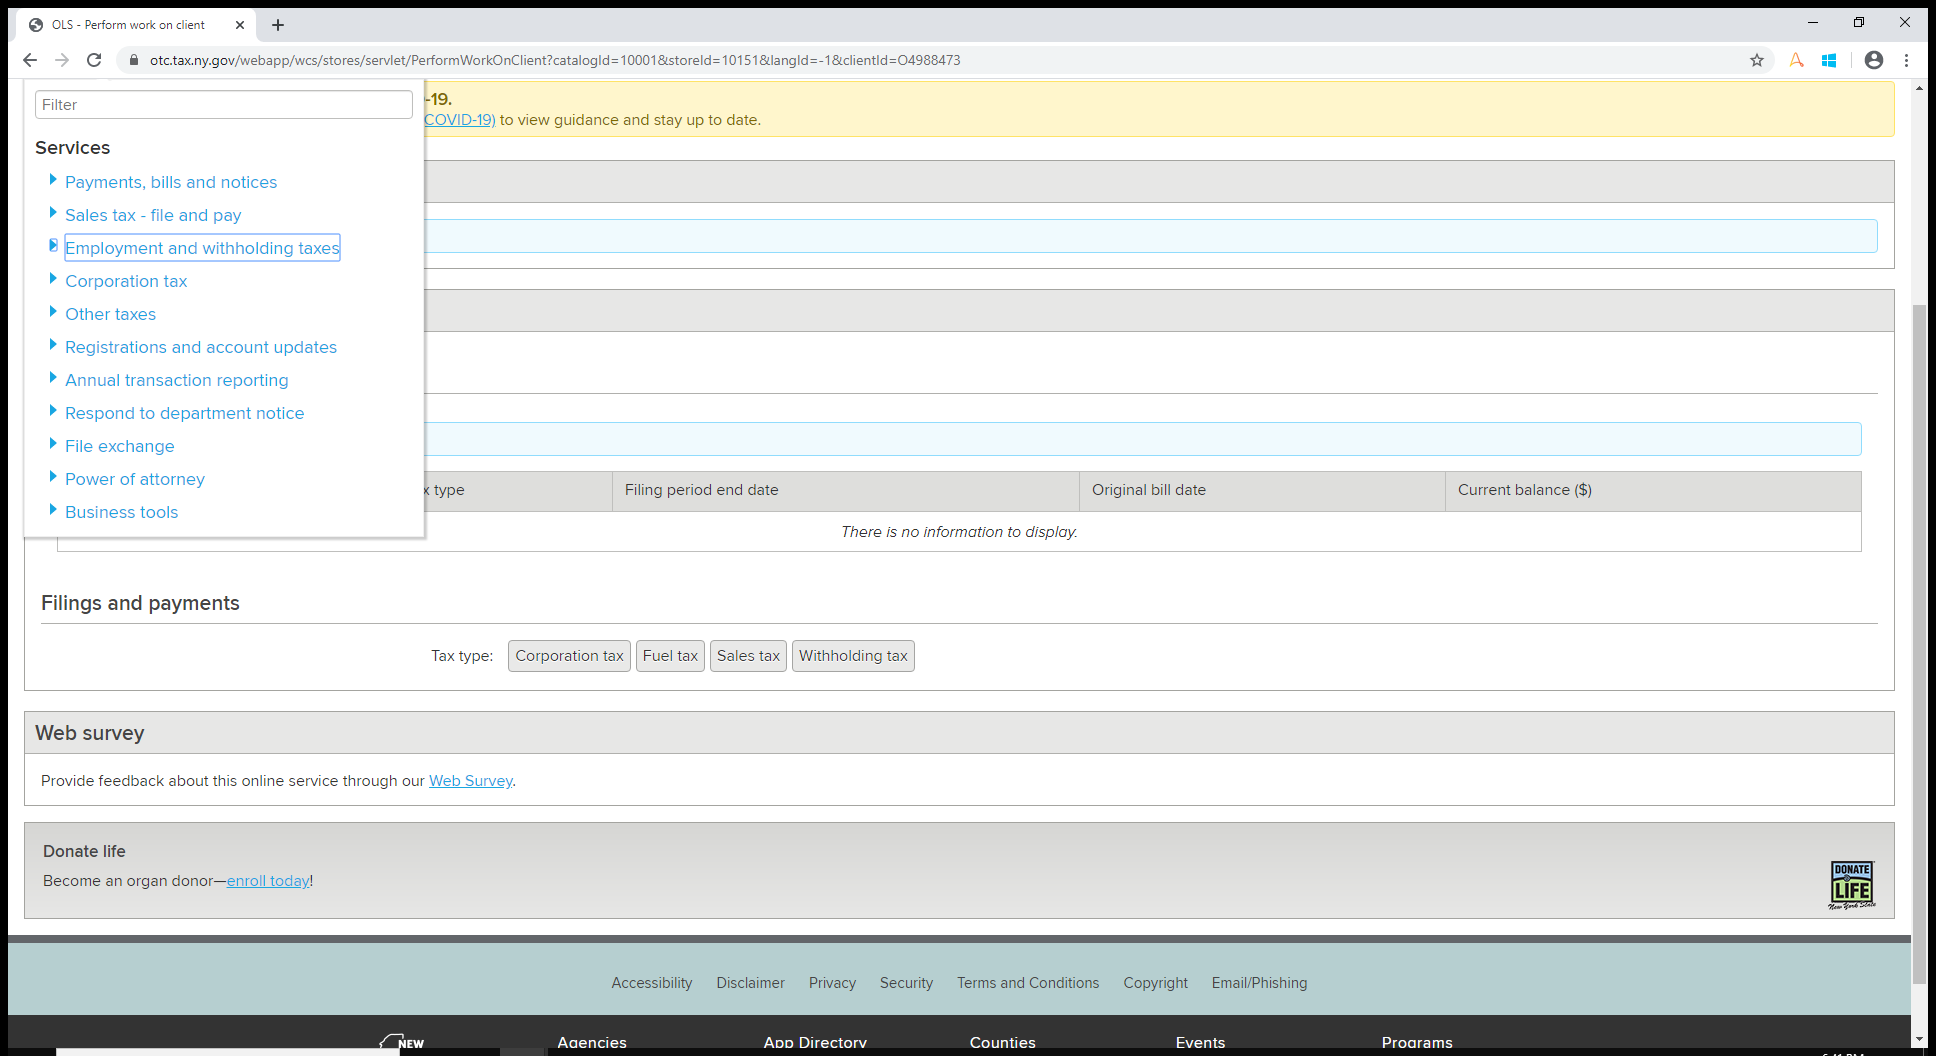 OLS - Perform work on client
otc.tax.ny.gov/webapp/wcs/stores/servlet/PerformWorkOnClient?catalogId=10001&storeId=10151&langId=-1&clientId=O4988473
Filter
-19.
COVID-19) to view guidance and stay up to date.
Services
Payments, bills and notices
Sales tax - file and pay
Employment and withholding taxes
Corporation tax
Other taxes
Registrations and account updates
Annual transaction reporting
Respond to department notice
File exchange
Power of attorney
Business tools
x type Filing period end date Original bill date Current balance ($)
There is no information to display.
Filings and payments
Tax type: Corporation tax Fuel tax Sales tax Withholding tax
Web survey
Provide feedback about this online service through our Web Survey.
Donate life
Become an organ donor—enroll today!
DONATE
LIFE
New York State
Accessibility Disclaimer Privacy Security Terms and Conditions Copyright Email/Phishing
NEW Agencies App Directory Counties Events Programs